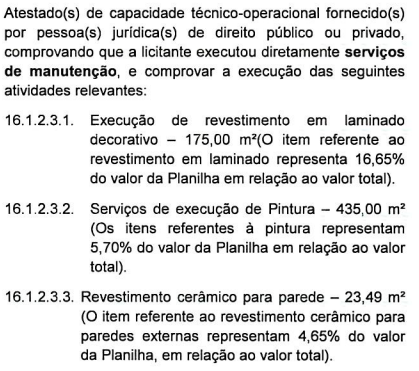 Atestado(s) de capacidade técnico-operacional fornecido(s)
por pessoa(s) jurídica(s) de direito público ou privado,
comprovando que a licitante executou diretamente serviços
de manutenção, e comprovar a execução das seguintes
atividades relevantes:
16.1.2.3.1. Execução de revestimento em laminado
decorativo – 175,00 m²(O item referente ao
revestimento em laminado representa 16,65%
do valor da Planilha em relação ao valor total).
16.1.2.3.2. Serviços de execução de Pintura – 435,00 m²
(Os itens referentes à pintura representam
5,70% do valor da Planilha em relação ao valor
total).
16.1.2.3.3. Revestimento cerâmico para parede – 23,49 m²
(O item referente ao revestimento cerâmico para
paredes externas representam 4,65% do valor
da Planilha, em relação ao valor total).